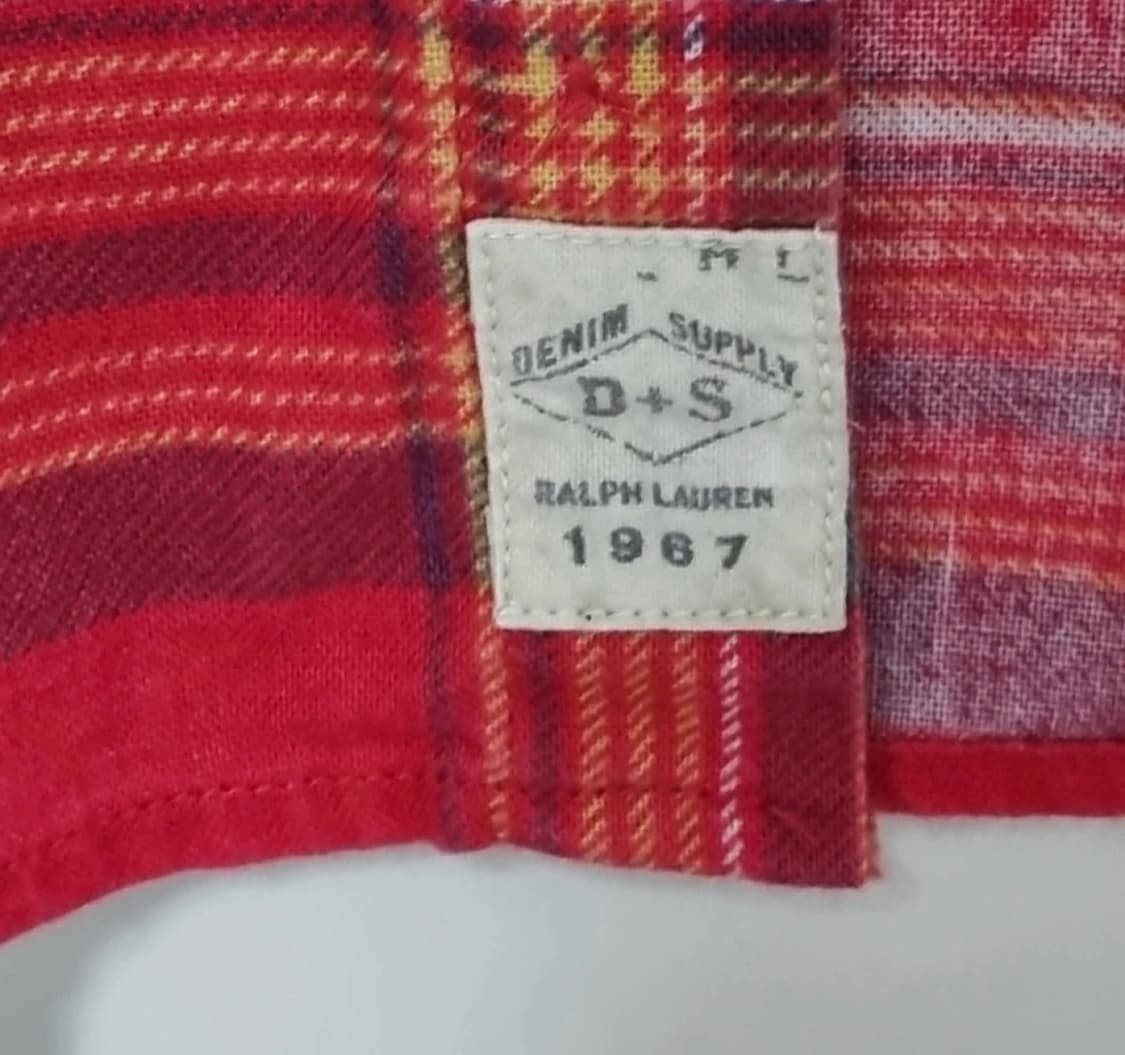 DENIM SUPPLY
D+S
RALPH LAUREN
1967